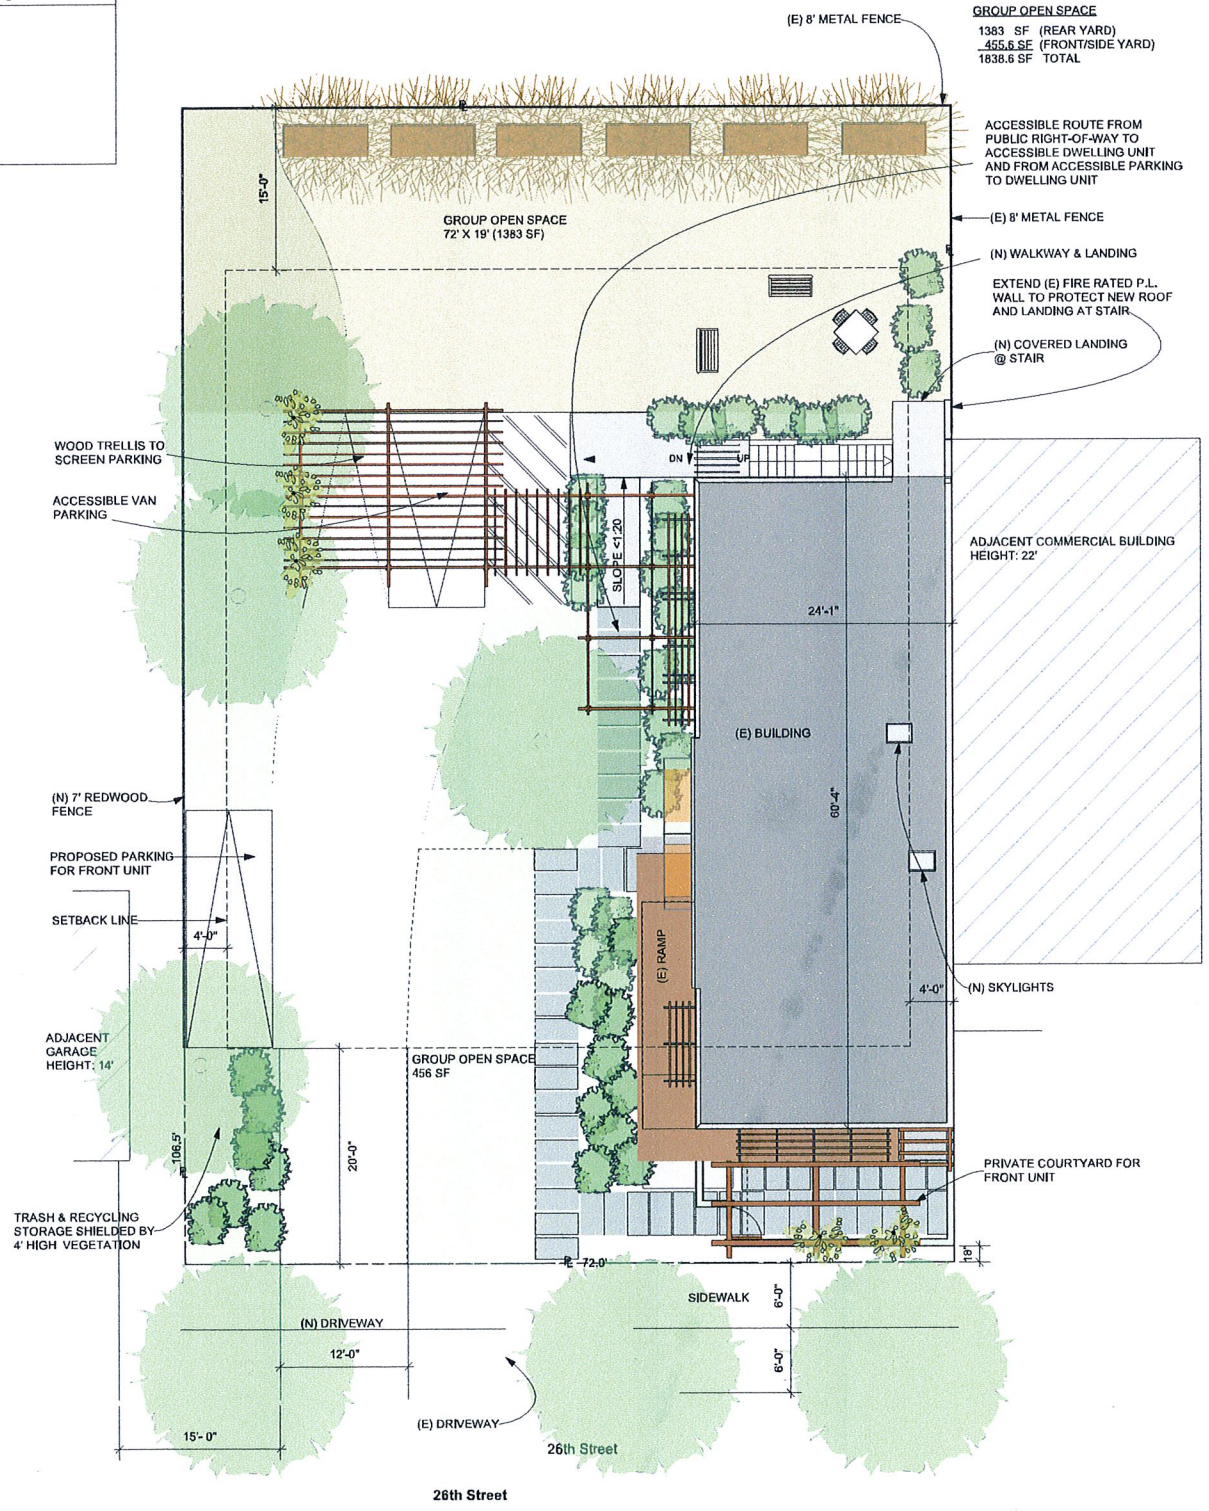 (E) 8' METAL FENCE
GROUP OPEN SPACE
1383 SF (REAR YARD)
455.6 SF (FRONT/SIDE YARD)
1838.6 SF TOTAL
ACCESSIBLE ROUTE FROM
PUBLIC RIGHT-OF-WAY TO
ACCESSIBLE DWELLING UNIT
AND FROM ACCESSIBLE PARKING
TO DWELLING UNIT
15'-0"
GROUP OPEN SPACE
72' X 19' (1383 SF)
(E) 8' METAL FENCE
(N) WALKWAY & LANDING
EXTEND (E) FIRE RATED P.L.
WALL TO PROTECT NEW ROOF
AND LANDING AT STAIR
(N) COVERED LANDING
@ STAIR
WOOD TRELLIS TO
SCREEN PARKING
DN
UP
ACCESSIBLE VAN
PARKING
SLOPE <1:20
ADJACENT COMMERCIAL BUILDING
HEIGHT: 22'
24'-1"
(E) BUILDING
60'-4"
(N) 7' REDWOOD
FENCE
PROPOSED PARKING
FOR FRONT UNIT
SETBACK LINE
4'-0"
(E) RAMP
4'-0"
(N) SKYLIGHTS
ADJACENT
GARAGE
HEIGHT: 14'
GROUP OPEN SPACE
456 SF
106.5'
20'-0"
PRIVATE COURTYARD FOR
FRONT UNIT
TRASH & RECYCLING
STORAGE SHIELDED BY
4' HIGH VEGETATION
18"
72.0'
SIDEWALK
6'-0"
(N) DRIVEWAY
12'-0"
6'-0"
(E) DRIVEWAY
15'- 0"
26th Street
26th Street